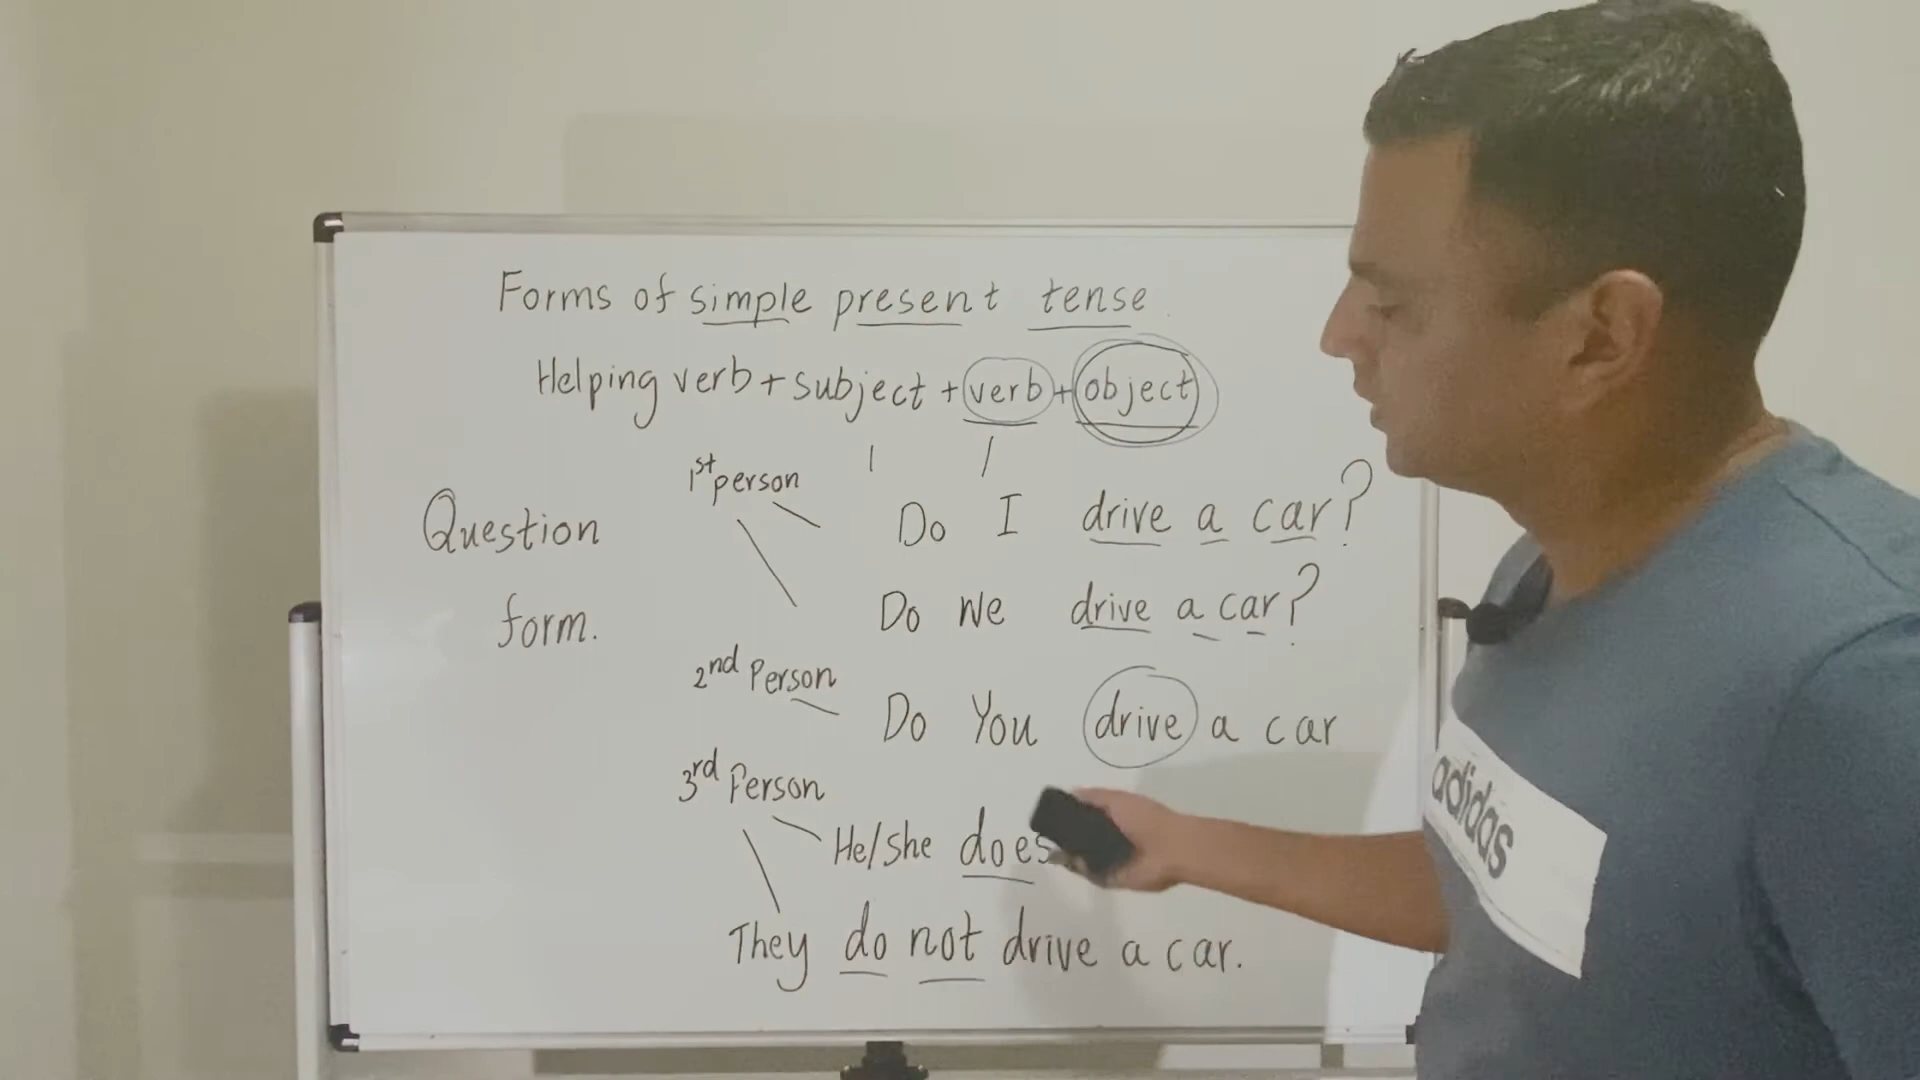 Forms of simple present tense
Helping verb + subject + verb + object
1st person
Do I drive a car?
Question
form.
Do we drive a car?
2nd Person
Do You drive a car
3rd Person
He/She does
They do not drive a car.
adidas